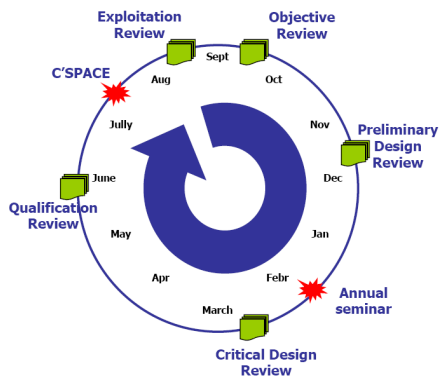 Exploitation
Review
Objective
Review
Sept
C'SPACE
Aug
Oct
Jully
Nov
Preliminary
Design
Review
June
Dec
Qualification
Review
May
Jan
Apr
Febr
Annual
seminar
March
Critical Design
Review